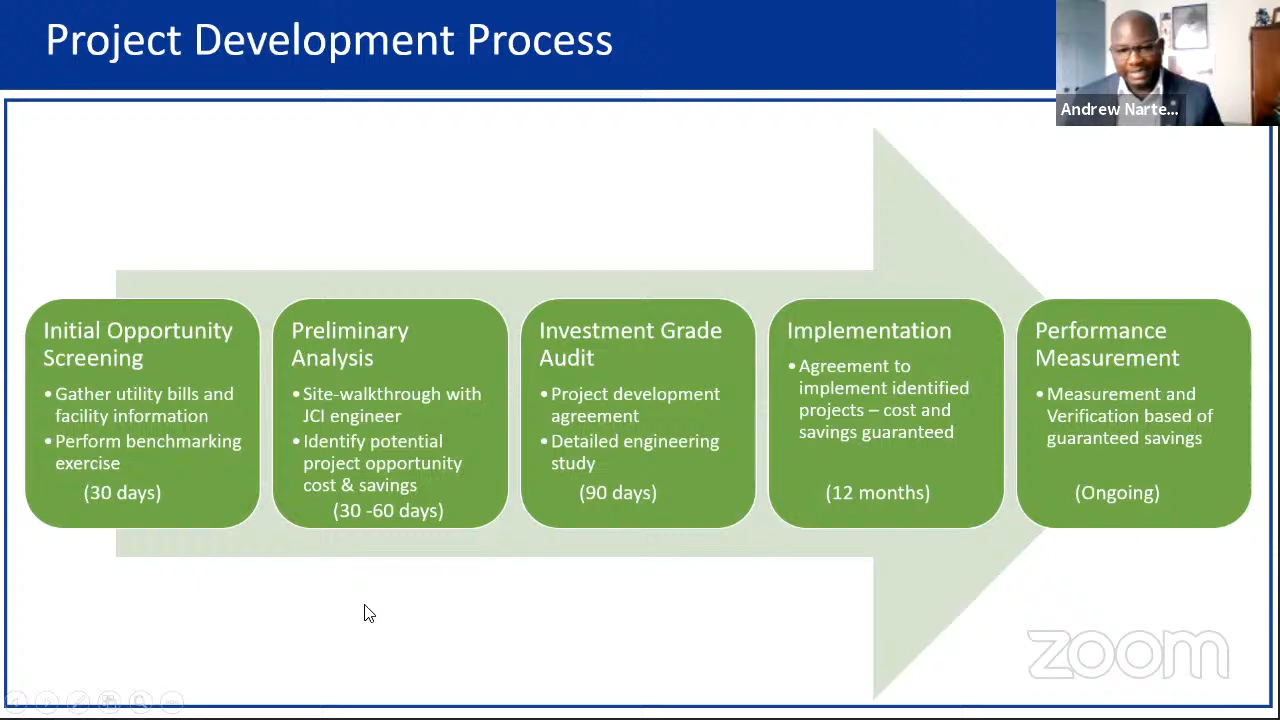 Project Development Process
Andrew Narte...
Initial Opportunity
Screening
•Gather utility bills and
facility information
•Perform benchmarking
exercise
(30 days)
Preliminary
Analysis
•Site-walkthrough with
JCI engineer
•Identify potential
project opportunity
cost & savings
(30 -60 days)
Investment Grade
Audit
•Project development
agreement
•Detailed engineering
study
(90 days)
Implementation
•Agreement to
implement identified
projects – cost and
savings guaranteed
(12 months)
Performance
Measurement
•Measurement and
Verification based of
guaranteed savings
(Ongoing)
zoom